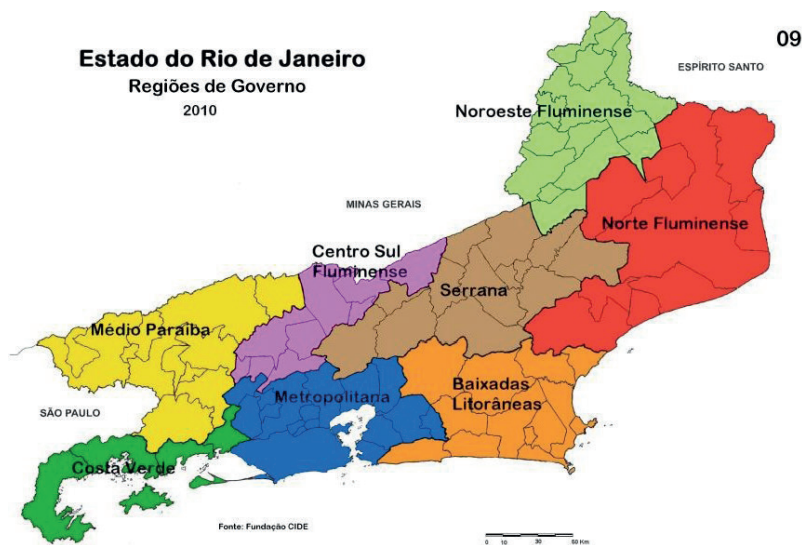 Estado do Rio de Janeiro
Regiões de Governo
2010
09
ESPÍRITO SANTO
Noroeste Fluminense
MINAS GERAIS
Norte Fluminense
Centro Sul
Fluminense
Serrana
Médio Paraíba
Baixadas
Litorâneas
Metropolitana
SÃO PAULO
Costa Verde
Fonte: Fundação CIDE
0 10 30 50 Km